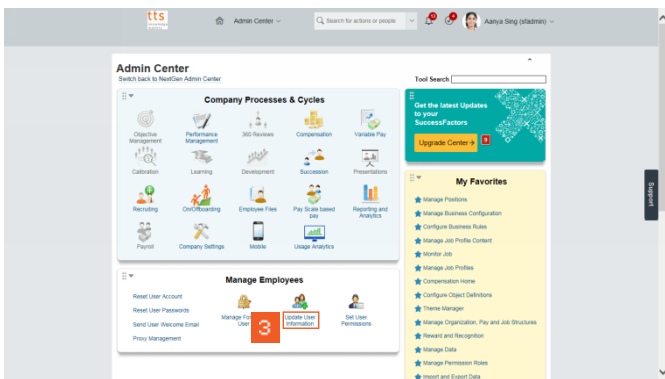 tts
Admin Center
Search for actions or people
Aanya Sing (sfadmin)
Admin Center
Switch back to NextGen Admin Center
Tool Search
Company Processes & Cycles
Objective Management
Performance Management
360 Reviews
Compensation
Variable Pay
Calibration
Learning
Development
Succession
Presentations
Recruiting
On/Offboarding
Employee Files
Pay Scale based pay
Reporting and Analytics
Payroll
Company Settings
Mobile
Usage Analytics
Get the latest Updates
to your
SuccessFactors
Upgrade Center
My Favorites
Manage Positions
Manage Business Configuration
Configure Business Rules
Manage Job Profile Content
Monitor Job
Manage Job Profiles
Compensation Home
Configure Object Definitions
Theme Manager
Manage Organization, Pay and Job Structures
Reward and Recognition
Manage Data
Manage Permission Roles
Import and Export Data
Support
Manage Employees
Reset User Account
Reset User Passwords
Send User Welcome Email
Proxy Management
Manage For
User
3
Update User
Information
Set User
Permissions